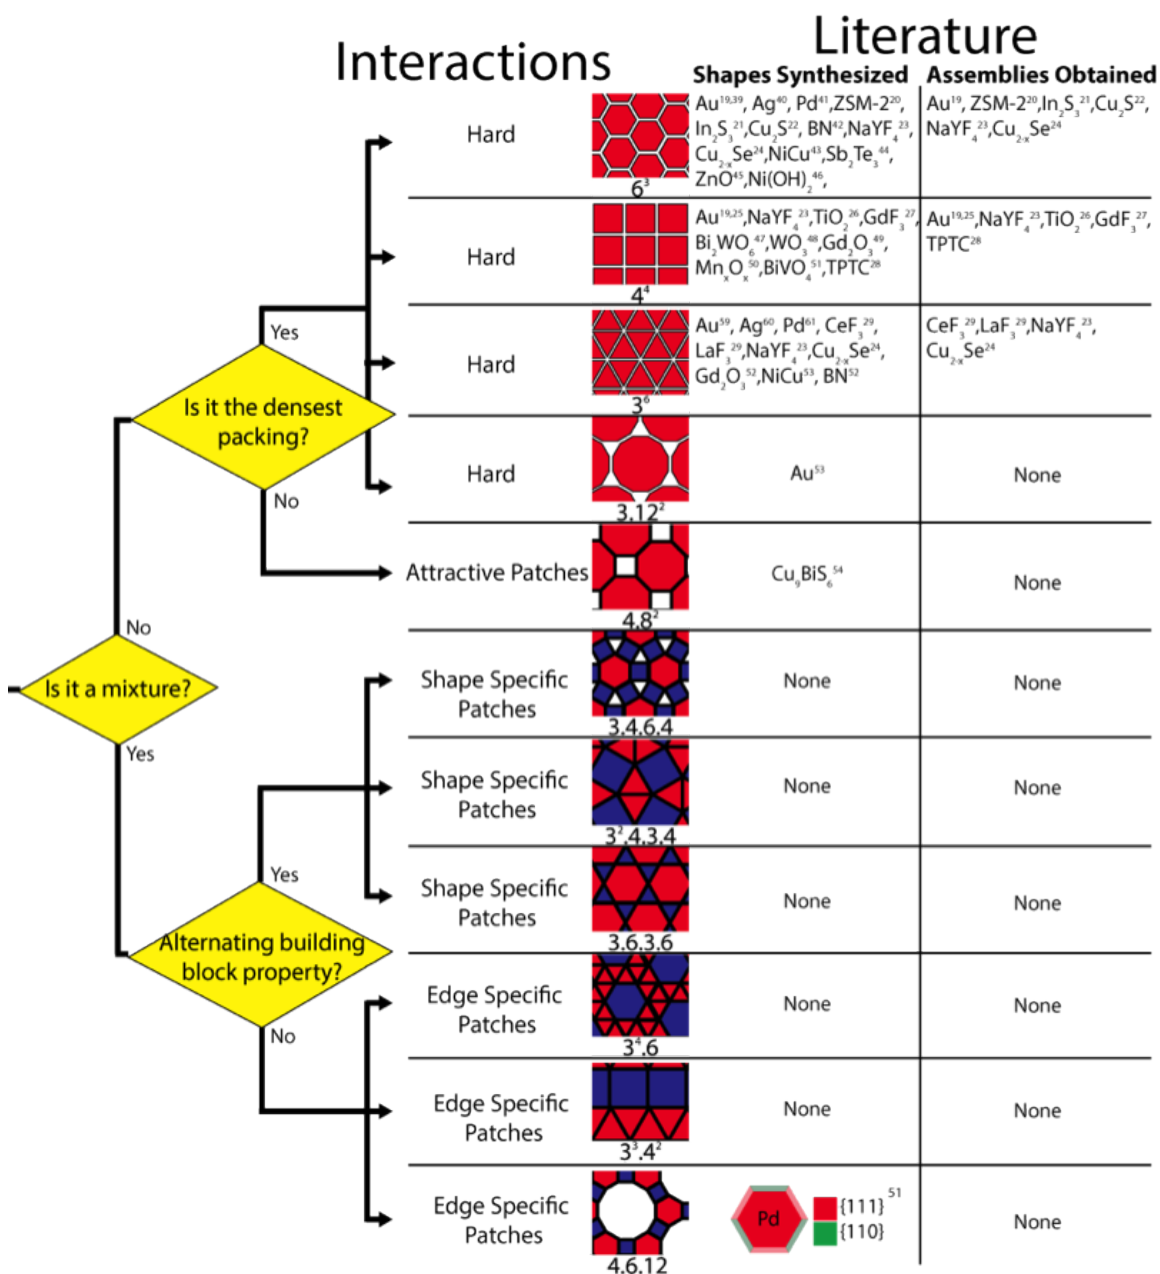 Interactions
Literature
Shapes Synthesized
Assemblies Obtained
Hard
6³
Au¹⁹,³⁹, Ag⁴⁰, Pd⁴¹,ZSM-2²⁰,
In₂S₃²¹,Cu₂S²², BN⁴²,NaYF₄²³,
Cu₂₋ₓSe²⁴,NiCu⁴³,Sb₂Te₃⁴⁴,
ZnO⁴⁵,Ni(OH)₂⁴⁶,
Au¹⁹, ZSM-2²⁰,In₂S₃²¹,Cu₂S²²,
NaYF₄²³,Cu₂₋ₓSe²⁴
Hard
4⁴
Au¹⁹,²⁵,NaYF₄²³,TiO₂²⁶,GdF₃²⁷,
Bi₂WO₆⁴⁷,WO₃⁴⁸,Gd₂O₃⁴⁹,
MnₓOₓ⁵⁰,BiVO₄⁵¹,TPTC²⁸
Au¹⁹,²⁵,NaYF₄²³,TiO₂²⁶,GdF₃²⁷,
TPTC²⁸
Yes
Is it the densest
packing?
No
Hard
3⁶
Au⁵⁹, Ag⁶⁰, Pd⁶¹, CeF₃²⁹,
LaF₃²⁹,NaYF₄²³,Cu₂₋ₓSe²⁴,
Gd₂O₃⁵²,NiCu⁵³, BN⁵²
CeF₃²⁹,LaF₃²⁹,NaYF₄²³,
Cu₂₋ₓSe²⁴
Hard
3.12²
Au⁵³
None
Attractive Patches
4.8²
Cu₉BiS₆⁵⁴
None
No
Is it a mixture?
Yes
Shape Specific
Patches
3.4.6.4
None
None
Shape Specific
Patches
3².4.3.4
None
None
Yes
Alternating building
block property?
No
Shape Specific
Patches
3.6.3.6
None
None
Edge Specific
Patches
3⁴.6
None
None
Edge Specific
Patches
3³.4²
None
None
Edge Specific
Patches
4.6.12
Pd
{111} ⁵¹
{110}
None